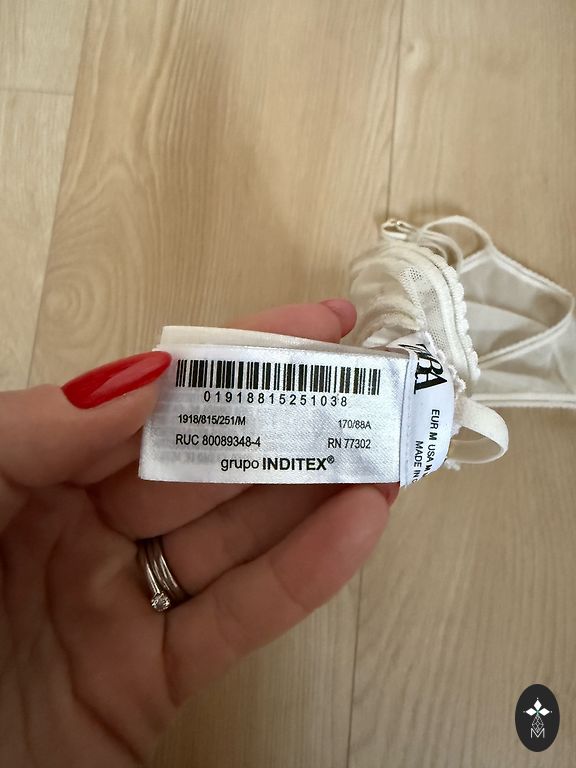 01918815251038
1918/815/251/M
170/88A
RUC 80089348-4
RN 77302
grupo INDITEX®
ZARA
EUR M USA M
MADE IN
M